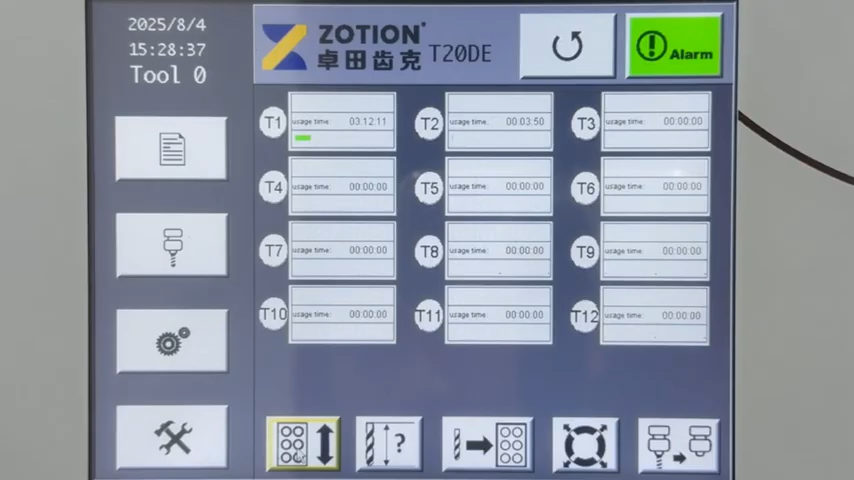 2025/8/4
15:28:37
Tool 0
ZOTION
卓田齿克
T20DE
Alarm
T1 usage time: 03:12:11
T2 usage time: 00:03:50
T3 usage time: 00:00:00
T4 usage time: 00:00:00
T5 usage time: 00:00:00
T6 usage time: 00:00:00
T7 usage time: 00:00:00
T8 usage time: 00:00:00
T9 usage time: 00:00:00
T10 usage time: 00:00:00
T11 usage time: 00:00:00
T12 usage time: 00:00:00
?